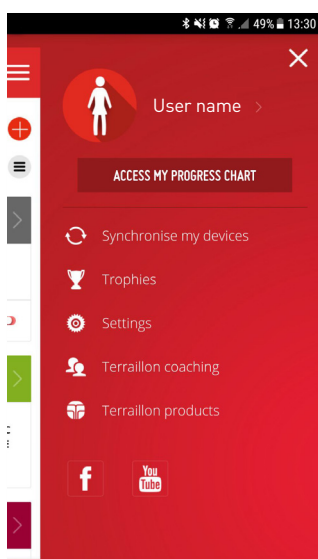 49% 13:30
User name
ACCESS MY PROGRESS CHART
Synchronise my devices
Trophies
Settings
Terraillon coaching
Terraillon products
f You Tube